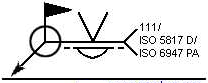 111/
ISO 5817 D/
ISO 6947 PA